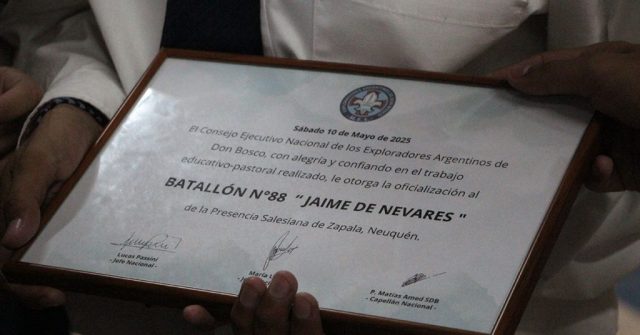 Sábado 10 de Mayo de 2025
El Consejo Ejecutivo Nacional de los Exploradores Argentinos de
Don Bosco, con alegría y confiando en el trabajo
educativo-pastoral realizado, le otorga la oficialización al
BATALLÓN N°88 “JAIME DE NEVARES "
de la Presencia Salesiana de Zapala, Neuquén.
Lucas Passini
- Jefe Nacional -
María
P. Matías Amed SDB
- Capellán Nacional -